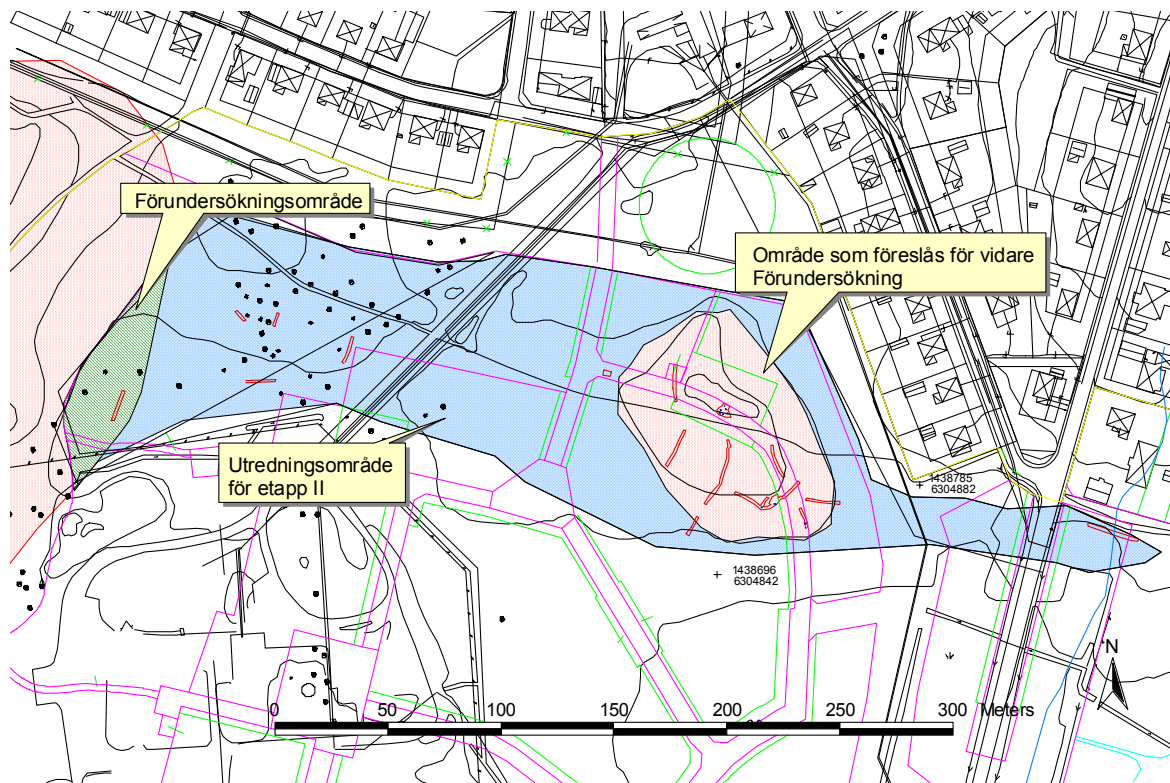 Förundersökningsområde
Område som föreslås för vidare
Förundersökning
Utredningsområde
för etapp II
1438785
6304882
1438696
6304842
N
0 50 100 150 200 250 300 Meters